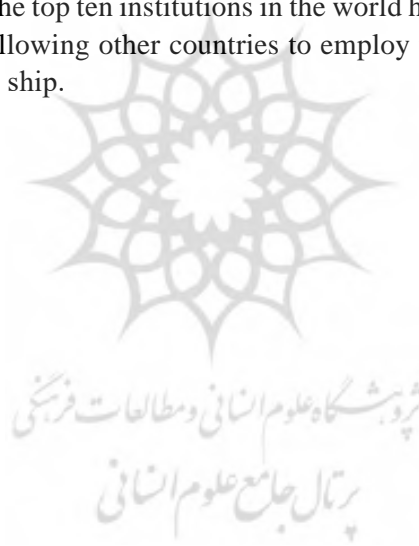 he top ten institutions in the world h
llowing other countries to employ
ship.
پژوهشگاه علوم انسانی و مطالعات فرهنگی
پرتال جامع علوم انسانی